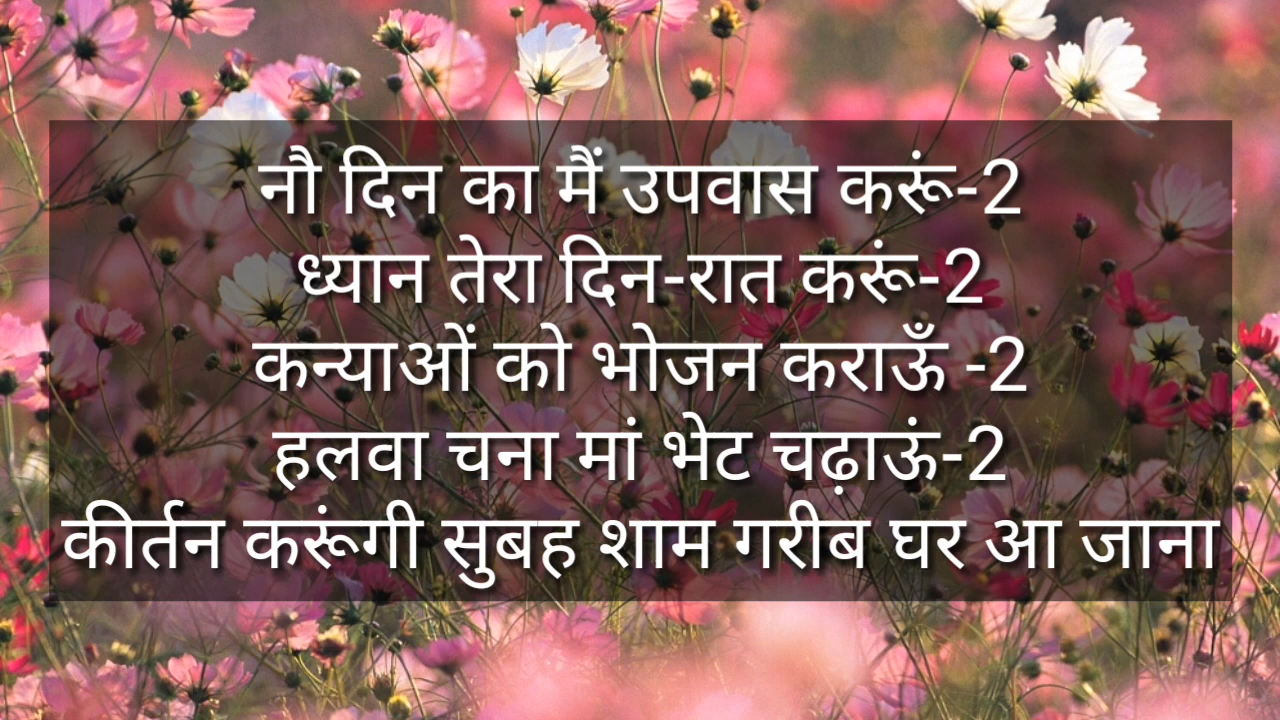 नौ दिन का मैं उपवास करूं-2
ध्यान तेरा दिन-रात करूं-2
कन्याओं को भोजन कराऊँ -2
हलवा चना मां भेट चढ़ाऊं-2
कीर्तन करूंगी सुबह शाम गरीब घर आ जाना